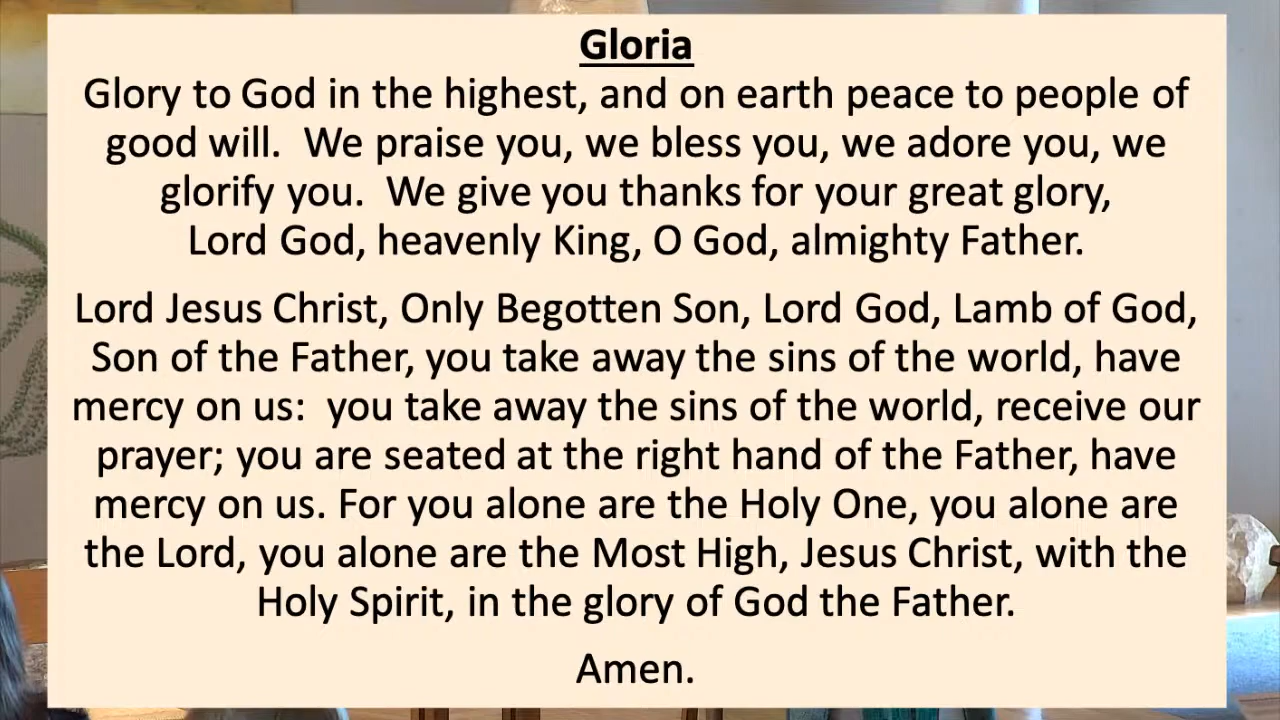 Gloria
Glory to God in the highest, and on earth peace to people of
good will.  We praise you, we bless you, we adore you, we
glorify you.  We give you thanks for your great glory,
Lord God, heavenly King, O God, almighty Father.
Lord Jesus Christ, Only Begotten Son, Lord God, Lamb of God,
Son of the Father, you take away the sins of the world, have
mercy on us:  you take away the sins of the world, receive our
prayer; you are seated at the right hand of the Father, have
mercy on us. For you alone are the Holy One, you alone are
the Lord, you alone are the Most High, Jesus Christ, with the
Holy Spirit, in the glory of God the Father.
Amen.